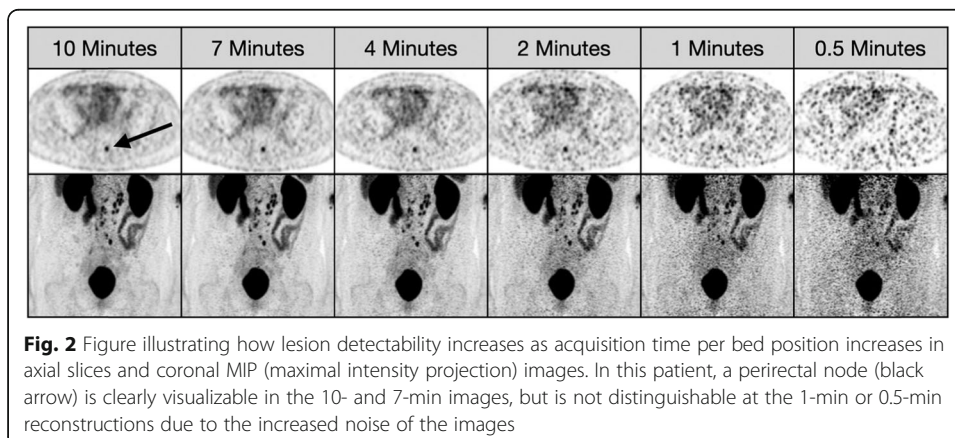 10 Minutes 7 Minutes 4 Minutes 2 Minutes 1 Minutes 0.5 Minutes
Fig. 2 Figure illustrating how lesion detectability increases as acquisition time per bed position increases in
axial slices and coronal MIP (maximal intensity projection) images. In this patient, a perirectal node (black
arrow) is clearly visualizable in the 10- and 7-min images, but is not distinguishable at the 1-min or 0.5-min
reconstructions due to the increased noise of the images